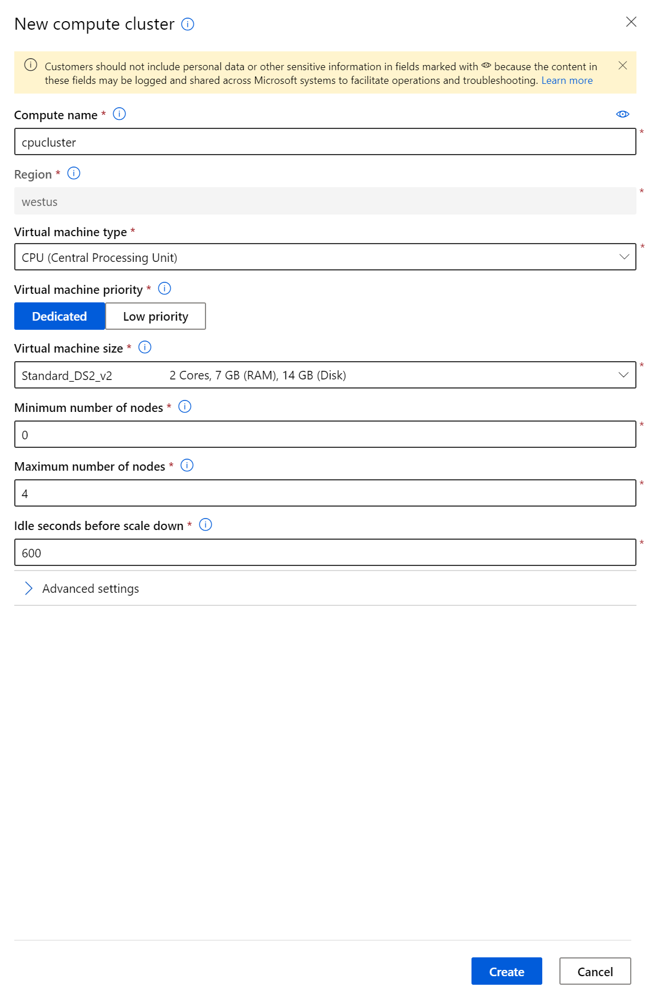 New compute cluster
Customers should not include personal data or other sensitive information in fields marked with because the content in
these fields may be logged and shared across Microsoft systems to facilitate operations and troubleshooting. Learn more
Compute name *
cpucluster *
Region *
westus *
Virtual machine type *
CPU (Central Processing Unit) *
Virtual machine priority *
Dedicated Low priority
Virtual machine size *
Standard_DS2_v2 2 Cores, 7 GB (RAM), 14 GB (Disk) *
Minimum number of nodes *
0 *
Maximum number of nodes *
4 *
Idle seconds before scale down *
600 *
Advanced settings
Create Cancel